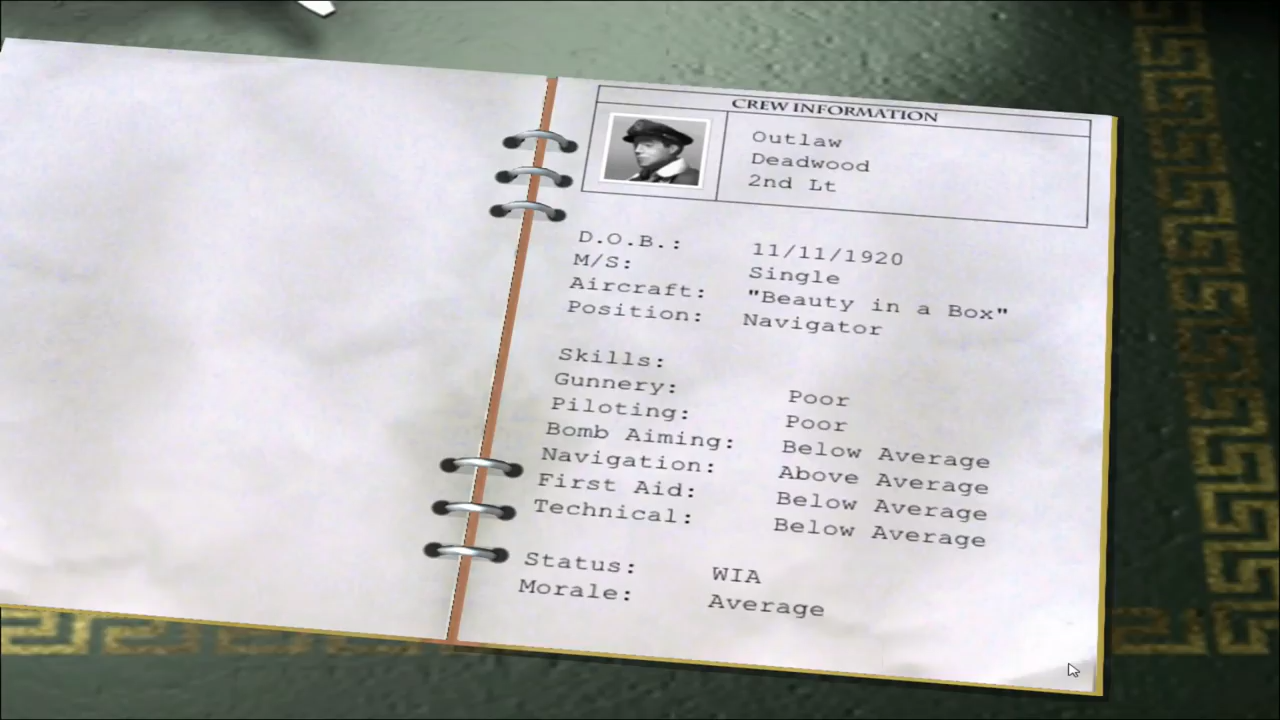 CREW INFORMATION
Outlaw
Deadwood
2nd Lt
D.O.B.: 11/11/1920
M/S: Single
Aircraft: "Beauty in a Box"
Position: Navigator
Skills:
Gunnery: Poor
Piloting: Poor
Bomb Aiming: Below Average
Navigation: Above Average
First Aid: Below Average
Technical: Below Average
Status: WIA
Morale: Average